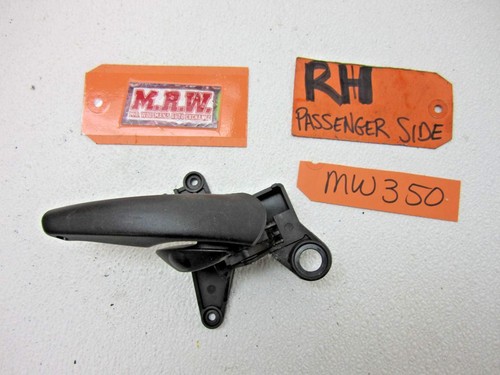 M.R.W.
RH
PASSENGER SIDE
MW350